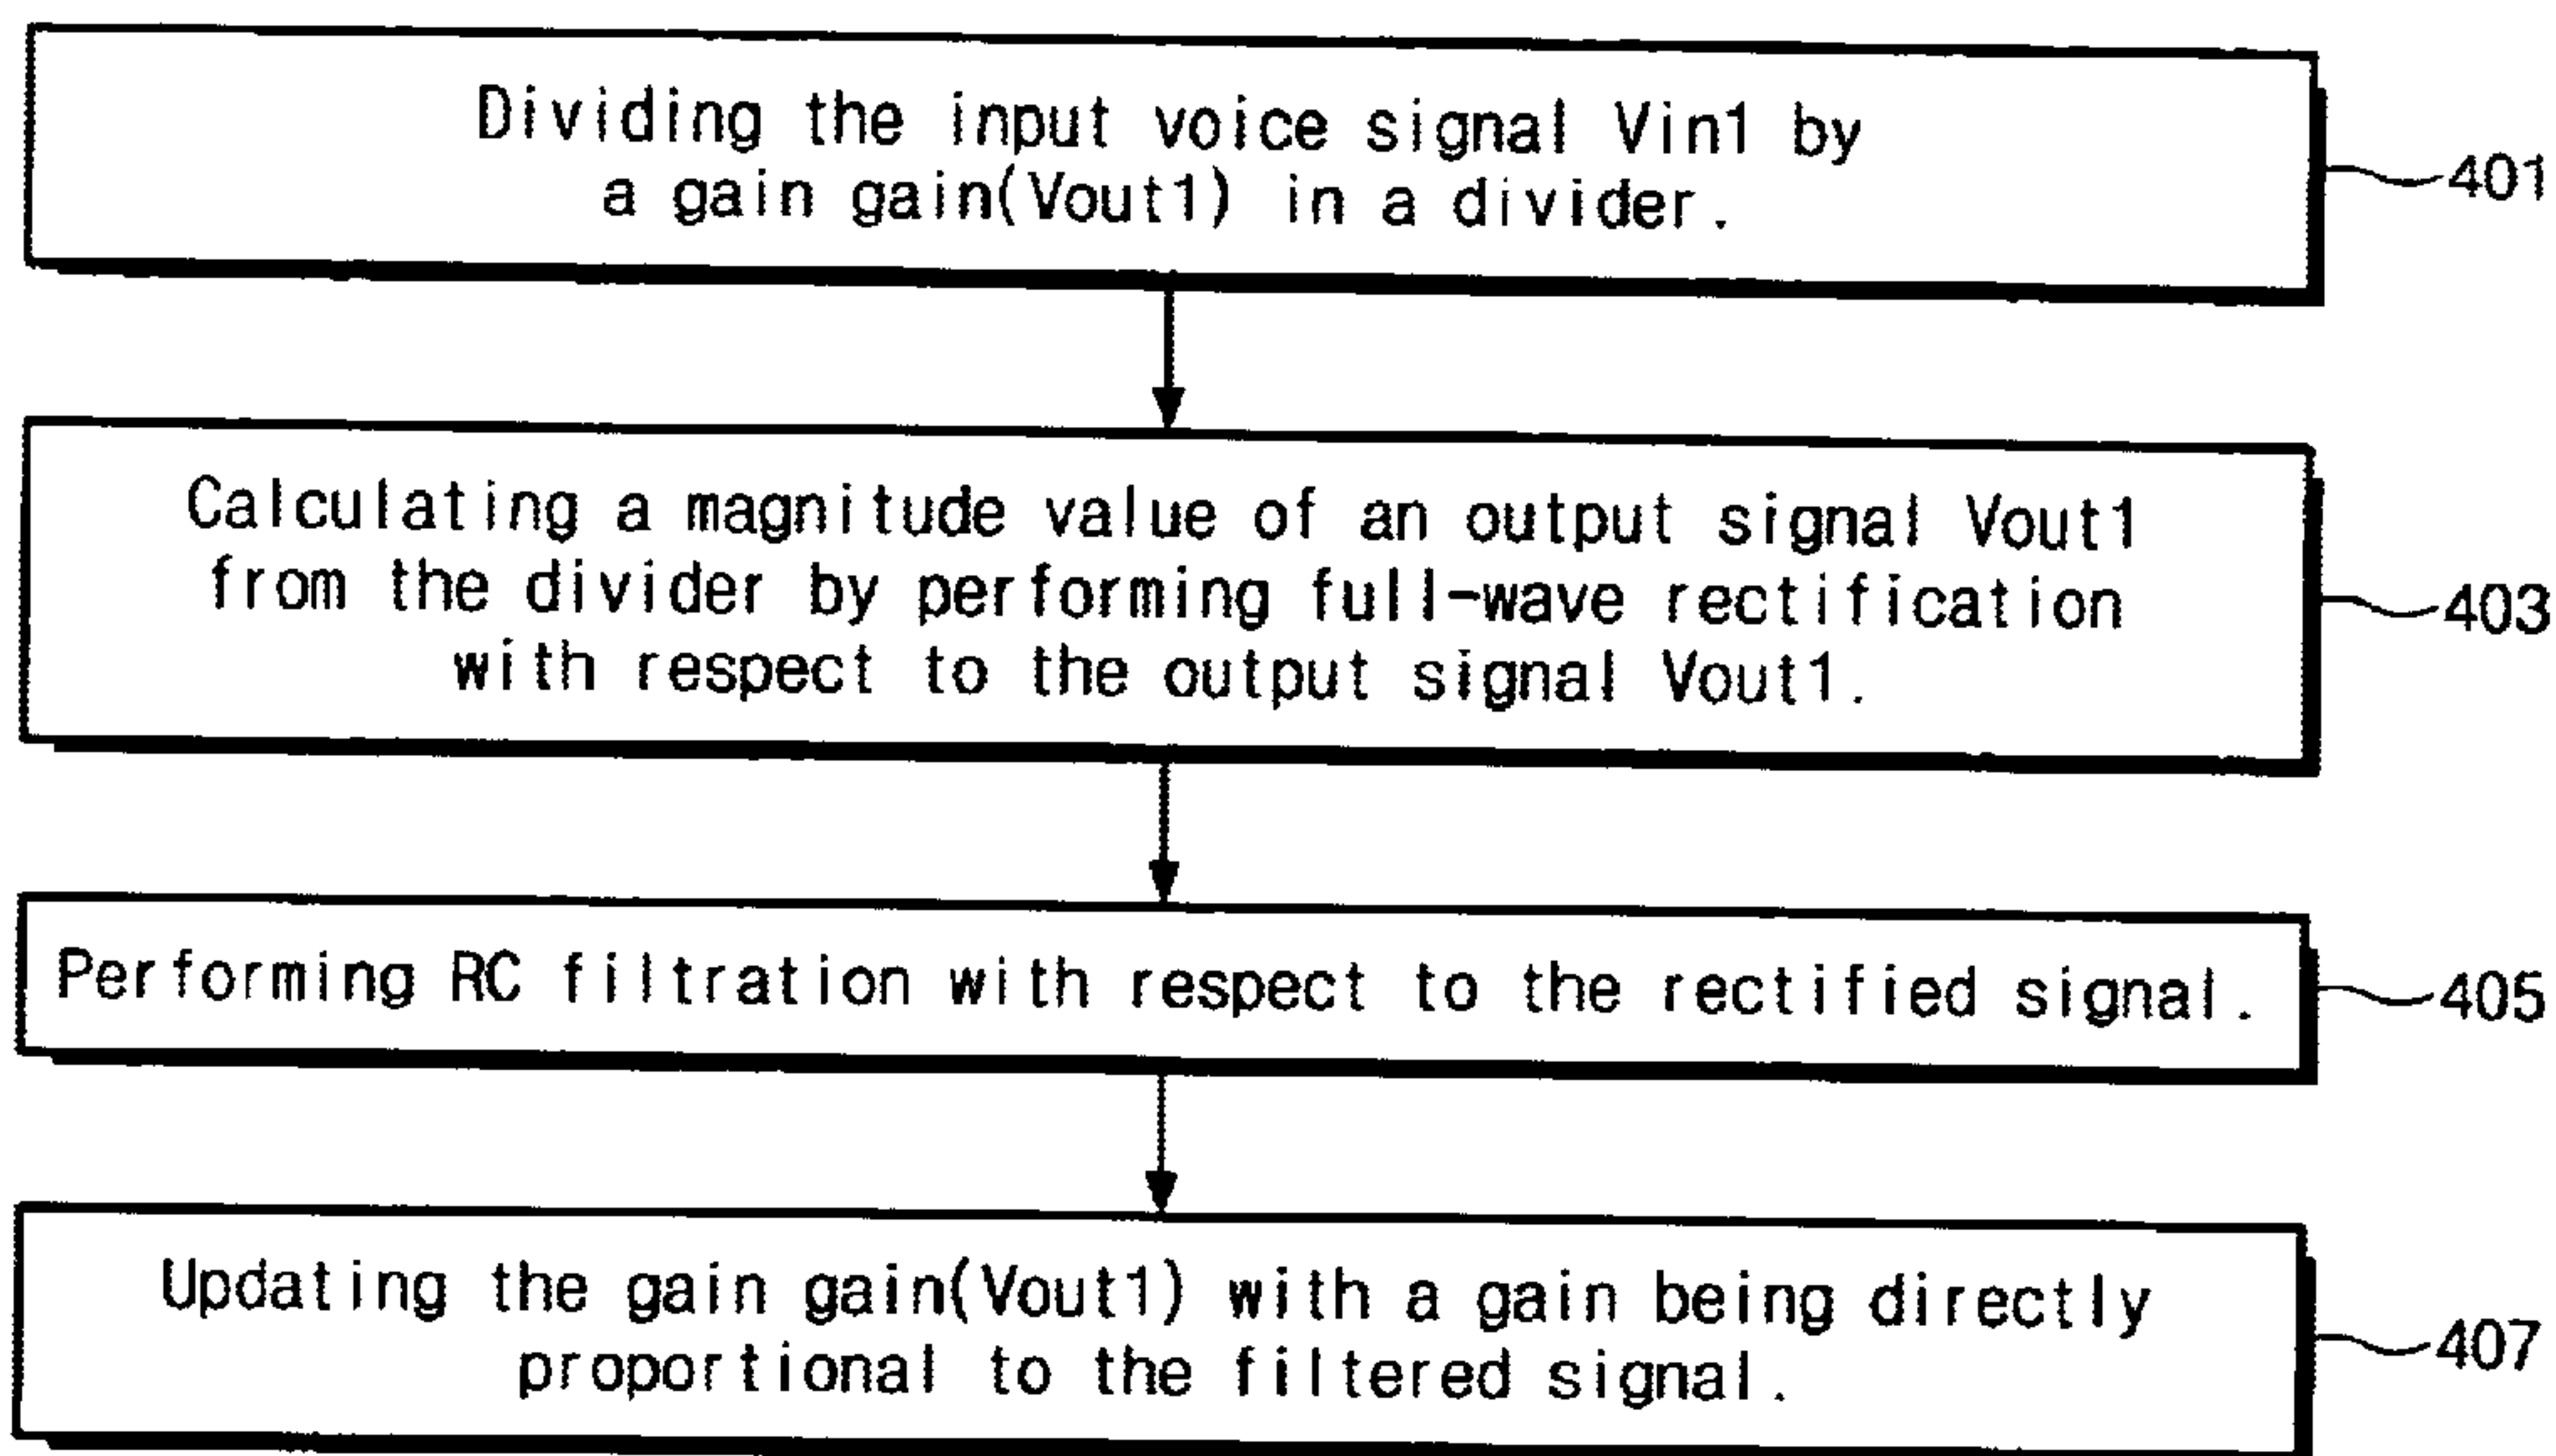 Dividing the input voice signal Vin1 by
a gain gain(Vout1) in a divider.
401
Calculating a magnitude value of an output signal Vout1
from the divider by performing full-wave rectification
with respect to the output signal Vout1.
403
Performing RC filtration with respect to the rectified signal.
405
Updating the gain gain(Vout1) with a gain being directly
proportional to the filtered signal.
407